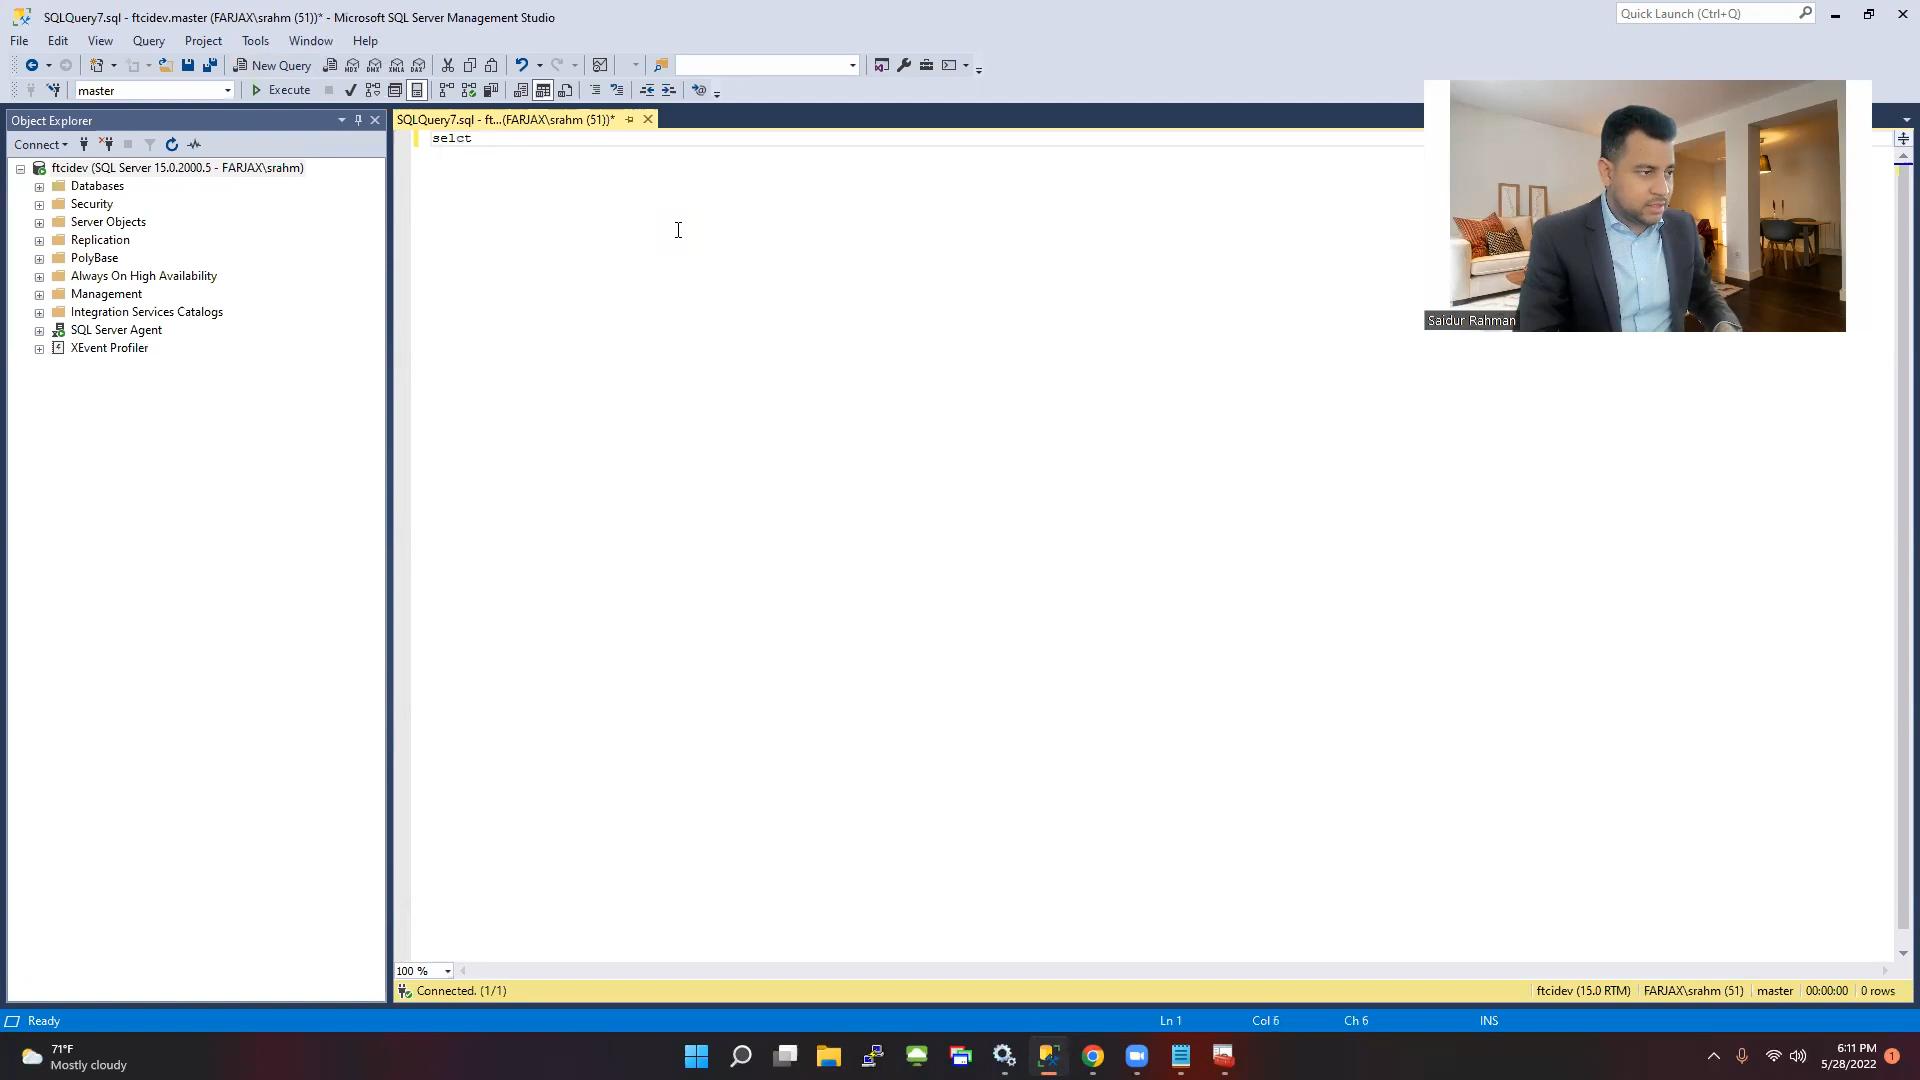 SQLQuery7.sql - ftcidev.master (FARJAX\srahm (51))* - Microsoft SQL Server Management Studio
Quick Launch (Ctrl+Q)
File Edit View Query Project Tools Window Help
New Query
MDX DMX XMLA DAX
master Execute
Object Explorer
SQLQuery7.sql - ft...(FARJAX\srahm (51))*
Connect
selct
ftcidev (SQL Server 15.0.2000.5 - FARJAX\srahm)
Databases
Security
Server Objects
Replication
PolyBase
Always On High Availability
Management
Integration Services Catalogs
SQL Server Agent
XEvent Profiler
Saidur Rahman
100 %
Connected. (1/1)
ftcidev (15.0 RTM) FARJAX\srahm (51) master 00:00:00 0 rows
Ready
Ln 1 Col 6 Ch 6 INS
71°F
Mostly cloudy
6:11 PM
5/28/2022
1